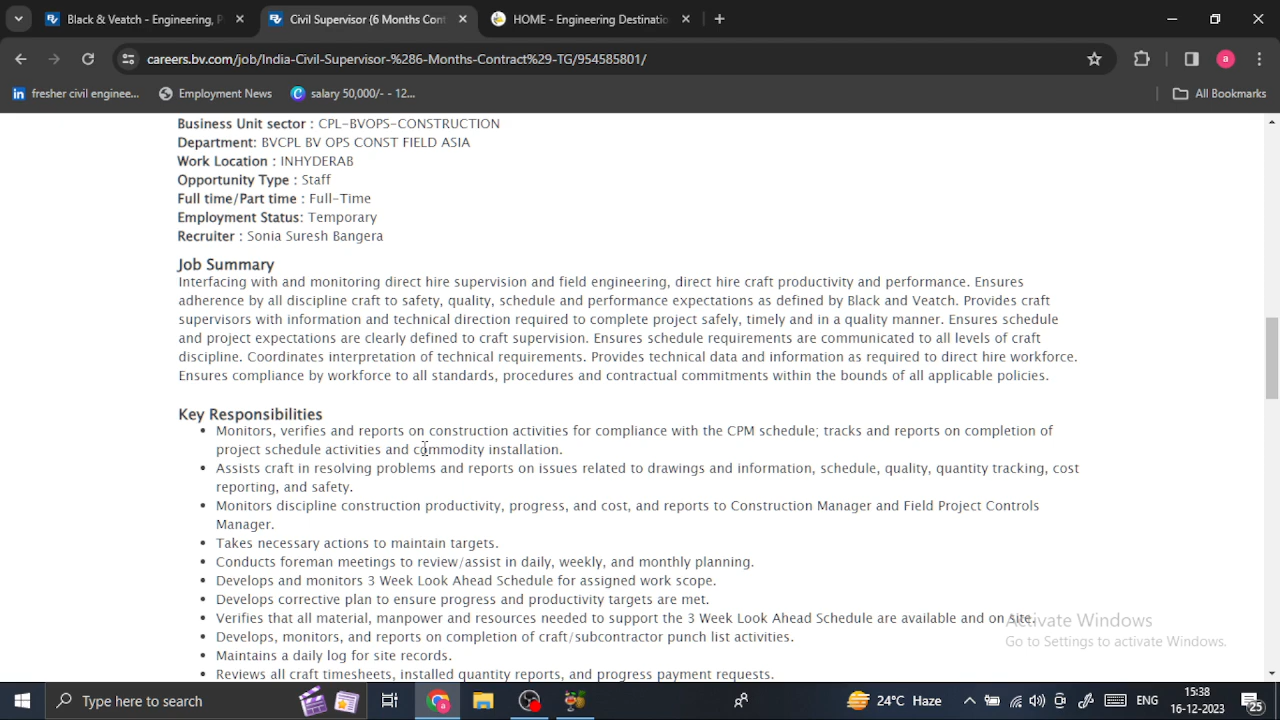 Black & Veatch - Engineering, P
Civil Supervisor (6 Months Cont
HOME - Engineering Destinatio
careers.bv.com/job/India-Civil-Supervisor-%286-Months-Contract%29-TG/954585801/
fresher civil enginee...
Employment News
salary 50,000/- - 12...
All Bookmarks
Business Unit sector : CPL-BVOPS-CONSTRUCTION
Department: BVCPL BV OPS CONST FIELD ASIA
Work Location : INHYDERAB
Opportunity Type : Staff
Full time/Part time : Full-Time
Employment Status: Temporary
Recruiter : Sonia Suresh Bangera
Job Summary
Interfacing with and monitoring direct hire supervision and field engineering, direct hire craft productivity and performance. Ensures
adherence by all discipline craft to safety, quality, schedule and performance expectations as defined by Black and Veatch. Provides craft
supervisors with information and technical direction required to complete project safely, timely and in a quality manner. Ensures schedule
and project expectations are clearly defined to craft supervision. Ensures schedule requirements are communicated to all levels of craft
discipline. Coordinates interpretation of technical requirements. Provides technical data and information as required to direct hire workforce.
Ensures compliance by workforce to all standards, procedures and contractual commitments within the bounds of all applicable policies.
Key Responsibilities
• Monitors, verifies and reports on construction activities for compliance with the CPM schedule; tracks and reports on completion of
project schedule activities and commodity installation.
• Assists craft in resolving problems and reports on issues related to drawings and information, schedule, quality, quantity tracking, cost
reporting, and safety.
• Monitors discipline construction productivity, progress, and cost, and reports to Construction Manager and Field Project Controls
Manager.
• Takes necessary actions to maintain targets.
• Conducts foreman meetings to review/assist in daily, weekly, and monthly planning.
• Develops and monitors 3 Week Look Ahead Schedule for assigned work scope.
• Develops corrective plan to ensure progress and productivity targets are met.
• Verifies that all material, manpower and resources needed to support the 3 Week Look Ahead Schedule are available and on site.
• Develops, monitors, and reports on completion of craft/subcontractor punch list activities.
• Maintains a daily log for site records.
• Reviews all craft timesheets, installed quantity reports, and progress payment requests.
Activate Windows
Go to Settings to activate Windows.
Type here to search
24°C Haze
ENG
15:38
16-12-2023
25